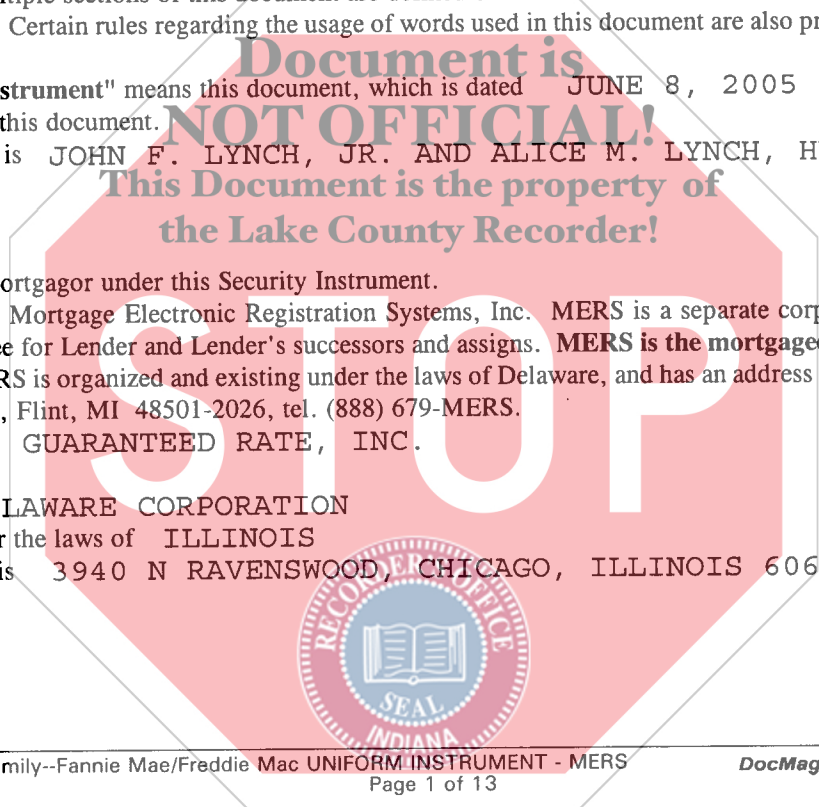 Certain rules regarding the usage of words used in this document are also pr
Document is
strument" means this document, which is dated JUNE 8, 2005
NOT OFFICIAL!
this document.
is JOHN F. LYNCH, JR. AND ALICE M. LYNCH, H
This Document is the property of
the Lake County Recorder!
ortgagor under this Security Instrument.
Mortgage Electronic Registration Systems, Inc. MERS is a separate corp
e for Lender and Lender's successors and assigns. MERS is the mortgage
RS is organized and existing under the laws of Delaware, and has an address
, Flint, MI 48501-2026, tel. (888) 679-MERS.
STOP
GUARANTEED RATE, INC.
LAWARE CORPORATION
r the laws of ILLINOIS
is 3940 N RAVENSWOOD, CHICAGO, ILLINOIS 606
RECORDER'S OFFICE
SEAL
INDIANA
mily--Fannie Mae/Freddie Mac UNIFORM INSTRUMENT - MERS DocMag
Page 1 of 13